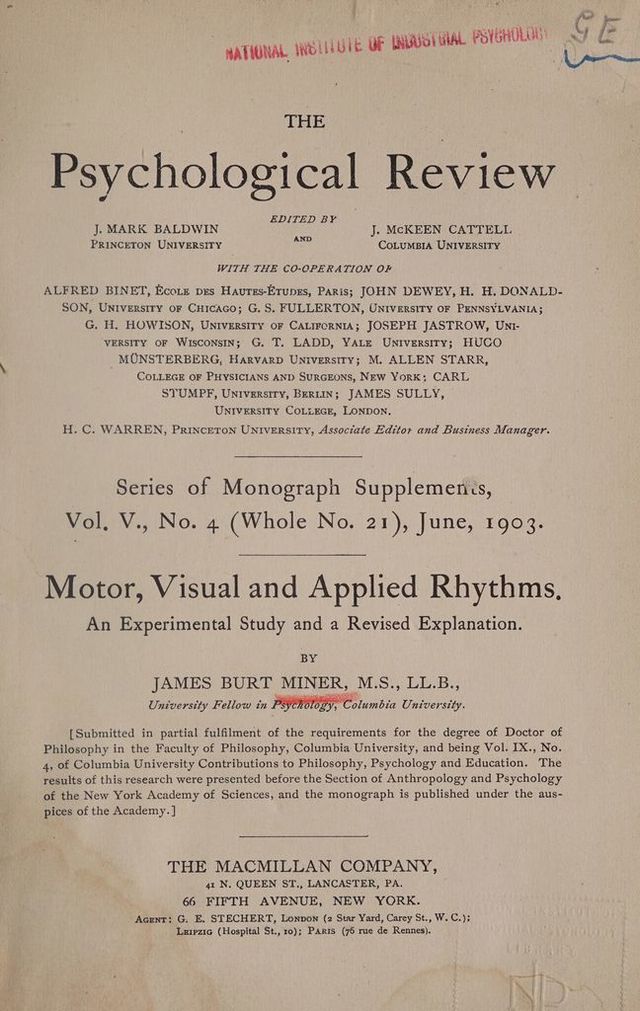 NATIONAL INSTITUTE OF INDUSTRIAL PSYCHOLOGY
GE
THE
Psychological Review
EDITED BY
J. MARK BALDWIN
PRINCETON UNIVERSITY
AND
J. McKEEN CATTELL
COLUMBIA UNIVERSITY
WITH THE CO-OPERATION OF
ALFRED BINET, ÉCOLE DES HAUTES-ÉTUDES, PARIS; JOHN DEWEY, H. H. DONALD-
SON, UNIVERSITY OF CHICAGO; G. S. FULLERTON, UNIVERSITY OF PENNSYLVANIA;
G. H. HOWISON, UNIVERSITY OF CALIFORNIA; JOSEPH JASTROW, UNI-
VERSITY OF WISCONSIN; G. T. LADD, YALE UNIVERSITY; HUGO
MÜNSTERBERG, HARVARD UNIVERSITY; M. ALLEN STARR,
COLLEGE OF PHYSICIANS AND SURGEONS, NEW YORK; CARL
STUMPF, UNIVERSITY, BERLIN; JAMES SULLY,
UNIVERSITY COLLEGE, LONDON.
H. C. WARREN, PRINCETON UNIVERSITY, Associate Editor and Business Manager.
Series of Monograph Supplements,
Vol. V., No. 4 (Whole No. 21), June, 1903.
Motor, Visual and Applied Rhythms.
An Experimental Study and a Revised Explanation.
BY
JAMES BURT MINER, M.S., LL.B.,
University Fellow in Psychology, Columbia University.
[Submitted in partial fulfilment of the requirements for the degree of Doctor of
Philosophy in the Faculty of Philosophy, Columbia University, and being Vol. IX., No.
4, of Columbia University Contributions to Philosophy, Psychology and Education. The
results of this research were presented before the Section of Anthropology and Psychology
of the New York Academy of Sciences, and the monograph is published under the aus-
pices of the Academy.]
THE MACMILLAN COMPANY,
41 N. QUEEN ST., LANCASTER, PA.
66 FIFTH AVENUE, NEW YORK.
AGENT: G. E. STECHERT, LONDON (2 Star Yard, Carey St., W. C.);
LEIPZIG (Hospital St., 10); PARIS (76 rue de Rennes).